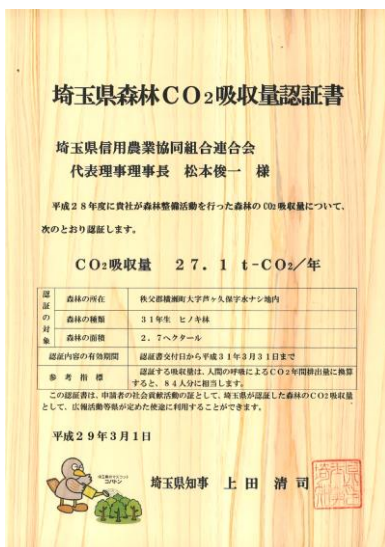 埼玉県森林CO2吸収量認証書
埼玉県信用農業協同組合連合会
代表理事理事長 松本俊一 様
平成28年度に貴社が森林整備活動を行った森林の CO2 吸収量について、
次のとおり認証します。
CO2吸収量 27.1 t-CO2/年
認証の対象
森林の所在 秩父郡横瀬町大字芦ヶ久保字水ナシ地内
森林の種類 31年生 ヒノキ林
森林の面積 2.7ヘクタール
認証内容の有効期間 認証書交付日から平成31年3月31日まで
参考指標 認証する吸収量は、人間の呼吸によるCO2年間排出量に換算
すると、84人分に相当します。
この認証書は、申請者の社会貢献活動の証として、埼玉県が認証した森林のCO2吸収量
として、広報活動等県が定めた使途に利用することができます。
平成29年3月1日
埼玉県のマスコット
コバトン
埼玉県知事 上田清司